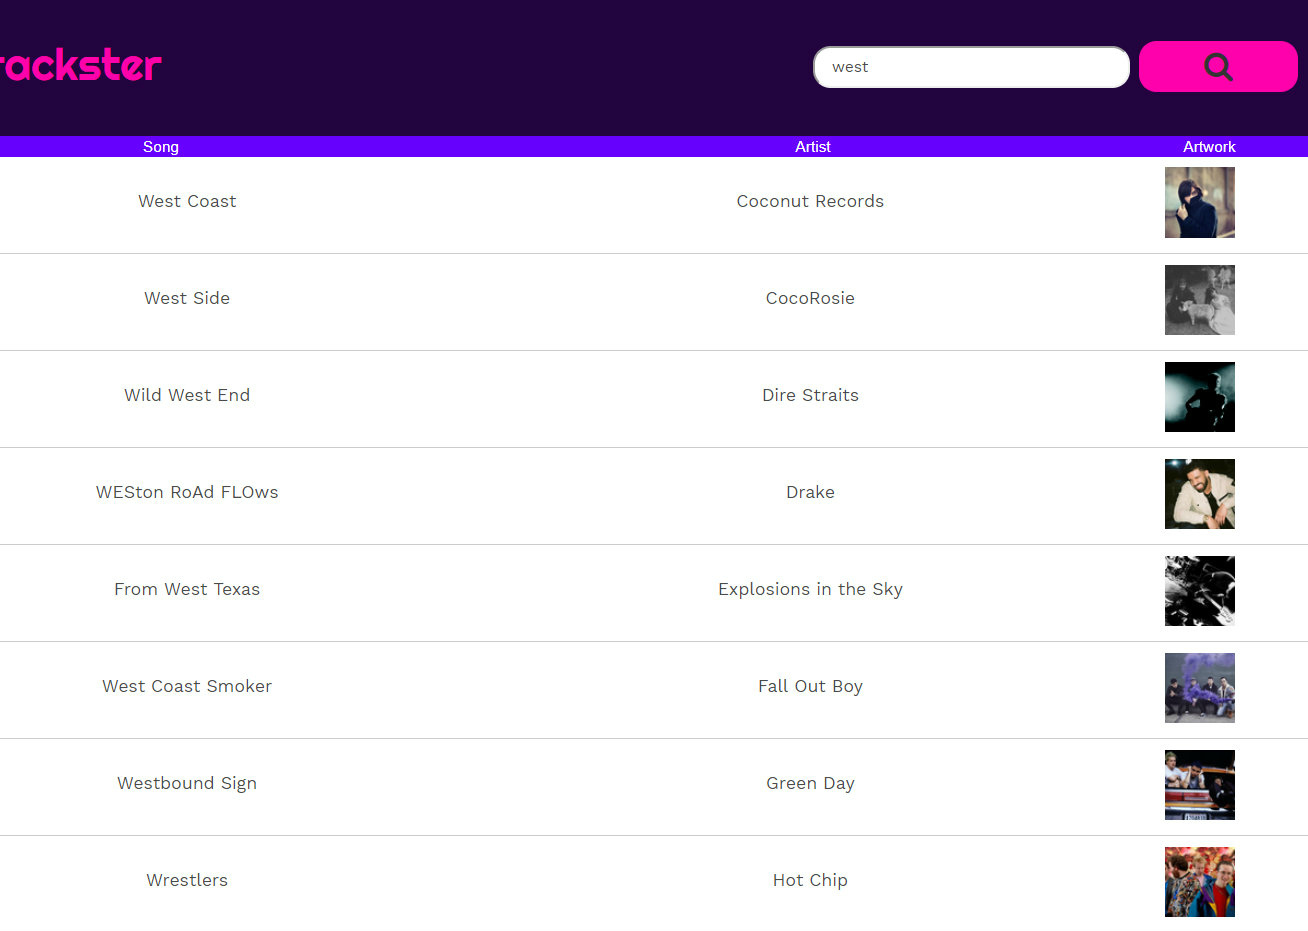 rackster
west
Song Artist Artwork
West Coast Coconut Records
West Side CocoRosie
Wild West End Dire Straits
WESton RoAd FLOws Drake
From West Texas Explosions in the Sky
West Coast Smoker Fall Out Boy
Westbound Sign Green Day
Wrestlers Hot Chip